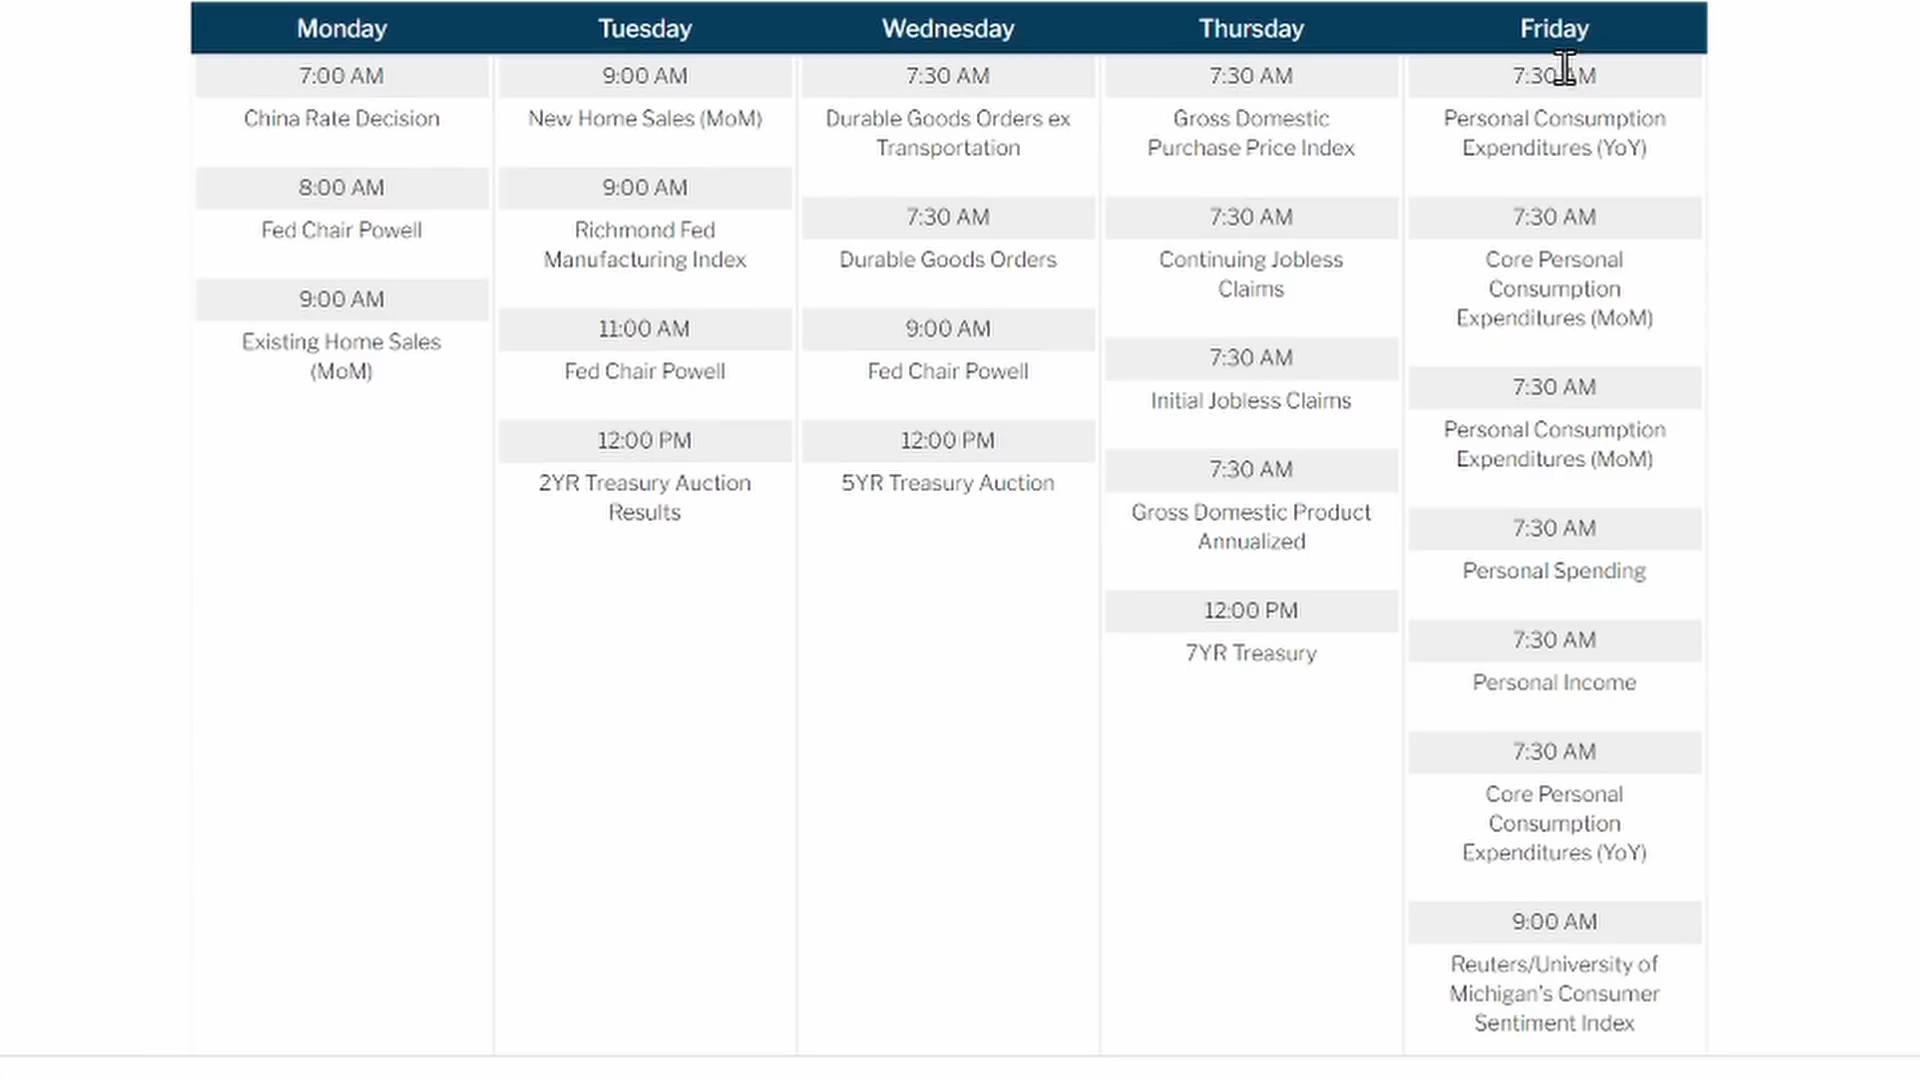 Monday
Tuesday
Wednesday
Thursday
Friday
7:00 AM
China Rate Decision
8:00 AM
Fed Chair Powell
9:00 AM
Existing Home Sales
(MoM)
9:00 AM
New Home Sales (MoM)
9:00 AM
Richmond Fed
Manufacturing Index
11:00 AM
Fed Chair Powell
12:00 PM
2YR Treasury Auction
Results
7:30 AM
Durable Goods Orders ex
Transportation
7:30 AM
Durable Goods Orders
9:00 AM
Fed Chair Powell
12:00 PM
5YR Treasury Auction
7:30 AM
Gross Domestic
Purchase Price Index
7:30 AM
Continuing Jobless
Claims
7:30 AM
Initial Jobless Claims
7:30 AM
Gross Domestic Product
Annualized
12:00 PM
7YR Treasury
7:30 AM
Personal Consumption
Expenditures (YoY)
7:30 AM
Core Personal
Consumption
Expenditures (MoM)
7:30 AM
Personal Consumption
Expenditures (MoM)
7:30 AM
Personal Spending
7:30 AM
Personal Income
7:30 AM
Core Personal
Consumption
Expenditures (YoY)
9:00 AM
Reuters/University of
Michigan's Consumer
Sentiment Index